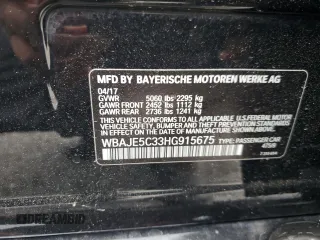 MFD BY BAYERISCHE MOTOREN WERKE AG
04/17
GVWR 5060 lbs 2295 kg
GAWR FRONT 2452 lbs 1112 kg
GAWR REAR 2736 lbs 1241 kg
THIS VEHICLE CONFORMS TO ALL APPLICABLE U.S. FEDERAL MOTOR
VEHICLE SAFETY, BUMPER, AND THEFT PREVENTION STANDARDS
IN EFFECT ON THE DATE OF MANUFACTURE SHOWN ABOVE.
WBAJE5C33HG915675 TYPE: PASSENGER CAR
475/9
DREAMBID